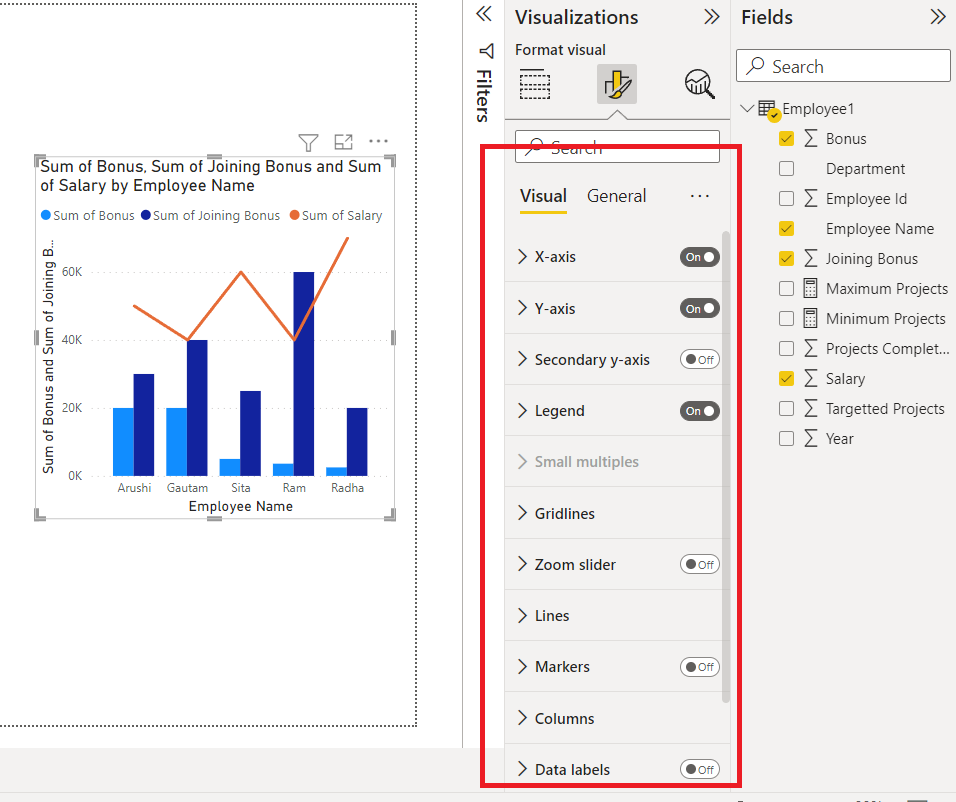 Sum of Bonus, Sum of Joining Bonus and Sum
of Salary by Employee Name
Sum of Bonus Sum of Joining Bonus Sum of Salary
Sum of Bonus and Sum of Joining B...
60K
40K
20K
0K
Arushi Gautam Sita Ram Radha
Employee Name
Filters
Visualizations
Format visual
Search
Visual General ...
X-axis On
Y-axis On
Secondary y-axis Off
Legend On
Small multiples
Gridlines
Zoom slider Off
Lines
Markers Off
Columns
Data labels Off
Fields
Search
Employee1
Bonus
Department
Employee Id
Employee Name
Joining Bonus
Maximum Projects
Minimum Projects
Projects Complet...
Salary
Targetted Projects
Year